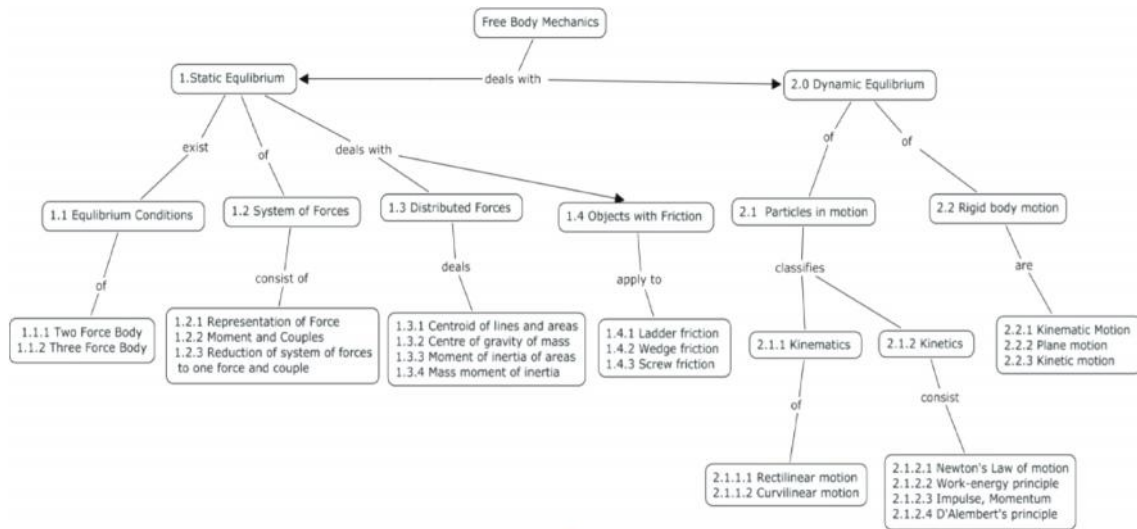 Free Body Mechanics
deals with
1.Static Equlibrium
2.0 Dynamic Equlibrium
exist
of
deals with
of
of
1.1 Equlibrium Conditions
1.2 System of Forces
1.3 Distributed Forces
1.4 Objects with Friction
2.1 Particles in motion
2.2 Rigid body motion
of
consist of
deals
apply to
classifies
are
1.1.1 Two Force Body
1.1.2 Three Force Body
1.2.1 Representation of Force
1.2.2 Moment and Couples
1.2.3 Reduction of system of forces
to one force and couple
1.3.1 Centroid of lines and areas
1.3.2 Centre of gravity of mass
1.3.3 Moment of inertia of areas
1.3.4 Mass moment of inertia
1.4.1 Ladder friction
1.4.2 Wedge friction
1.4.3 Screw friction
2.1.1 Kinematics
2.1.2 Kinetics
2.2.1 Kinematic Motion
2.2.2 Plane motion
2.2.3 Kinetic motion
of
consist
2.1.1.1 Rectilinear motion
2.1.1.2 Curvilinear motion
2.1.2.1 Newton's Law of motion
2.1.2.2 Work-energy principle
2.1.2.3 Impulse, Momentum
2.1.2.4 D'Alembert's principle